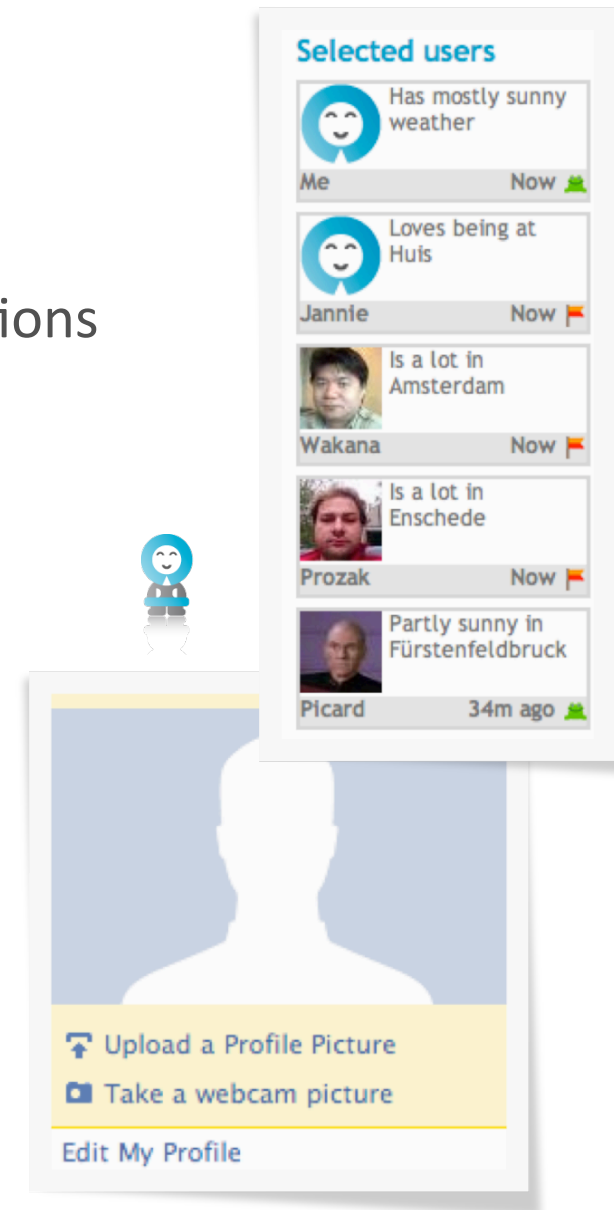 Selected users
Has mostly sunny
weather
Me Now
Loves being at
Huis
Jannie Now
ions
Is a lot in
Amsterdam
Wakana Now
Is a lot in
Enschede
Prozak Now
Partly sunny in
Fürstenfeldbruck
Picard 34m ago
Upload a Profile Picture
Take a webcam picture
Edit My Profile